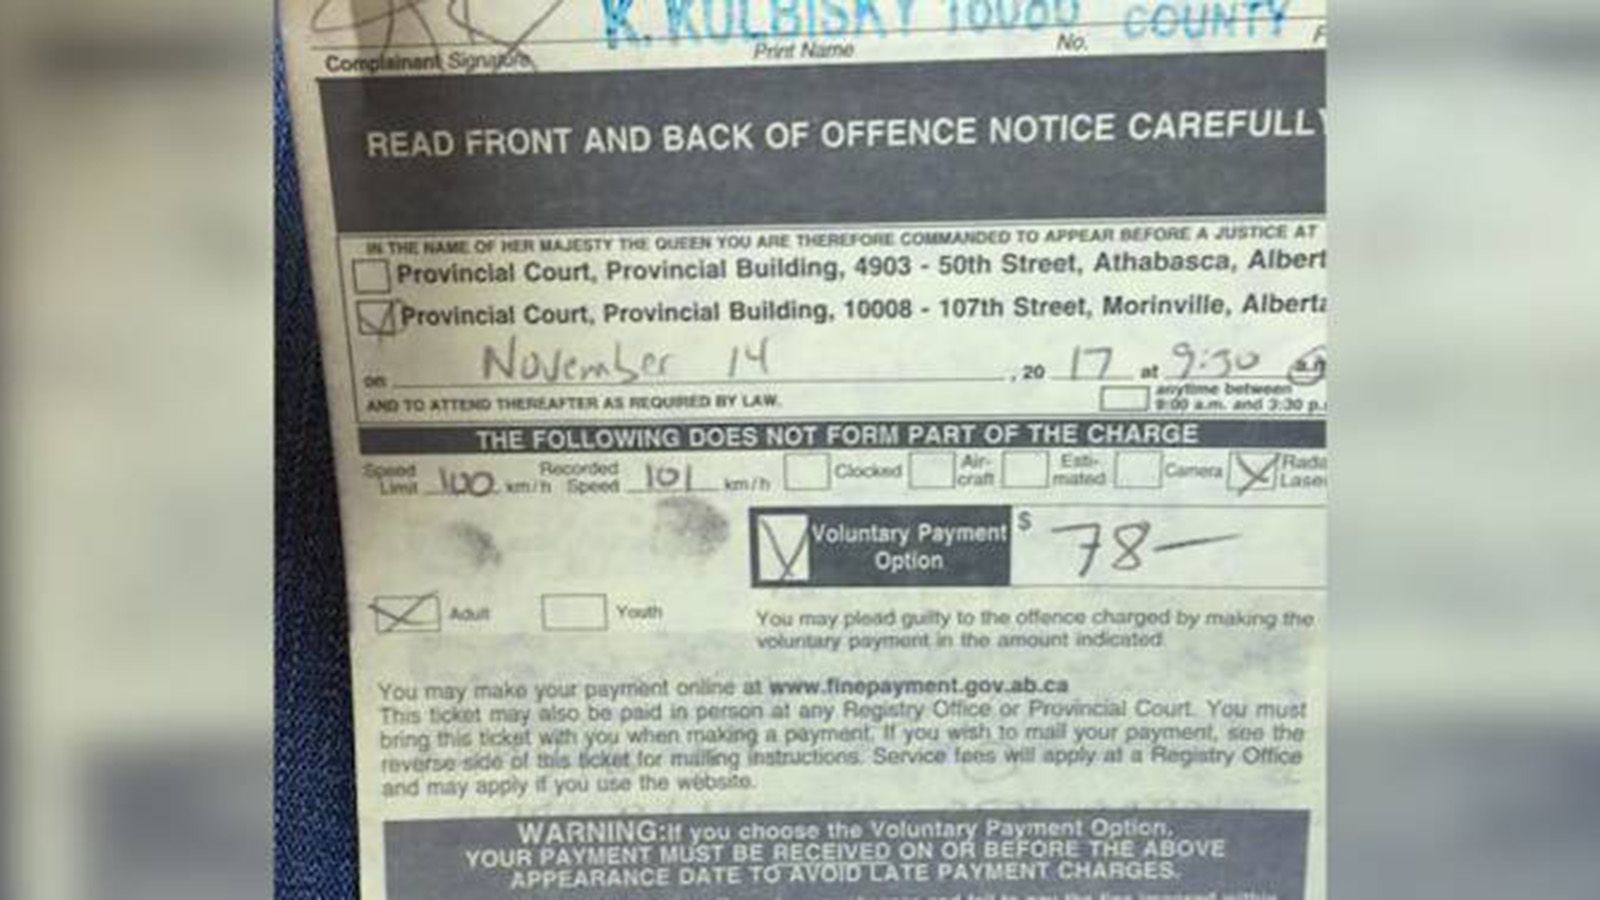 K. KOLBISKY 10080 COUNTY
Complainant Signature Print Name No.
READ FRONT AND BACK OF OFFENCE NOTICE CAREFULLY
IN THE NAME OF HER MAJESTY THE QUEEN YOU ARE THEREFORE COMMANDED TO APPEAR BEFORE A JUSTICE AT
Provincial Court, Provincial Building, 4903 - 50th Street, Athabasca, Albert
Provincial Court, Provincial Building, 10008 - 107th Street, Morinville, Alberta
on November 14 , 20 17 at 9:30 am
AND TO ATTEND THEREAFTER AS REQUIRED BY LAW. anytime between 9:00 a.m. and 3:30 p.
THE FOLLOWING DOES NOT FORM PART OF THE CHARGE
Speed Limit 100 km/h Recorded Speed 101 km/h Clocked Air-craft Esti-mated Camera Rada Laser
Voluntary Payment Option $ 78—
Adult Youth
You may plead guilty to the offence charged by making the
voluntary payment in the amount indicated.
You may make your payment online at www.finepayment.gov.ab.ca
This ticket may also be paid in person at any Registry Office or Provincial Court. You must
bring this ticket with you when making a payment. If you wish to mail your payment, see the
reverse side of this ticket for mailing instructions. Service fees will apply at a Registry Office
and may apply if you use the website.
WARNING:If you choose the Voluntary Payment Option,
YOUR PAYMENT MUST BE RECEIVED ON OR BEFORE THE ABOVE
APPEARANCE DATE TO AVOID LATE PAYMENT CHARGES.